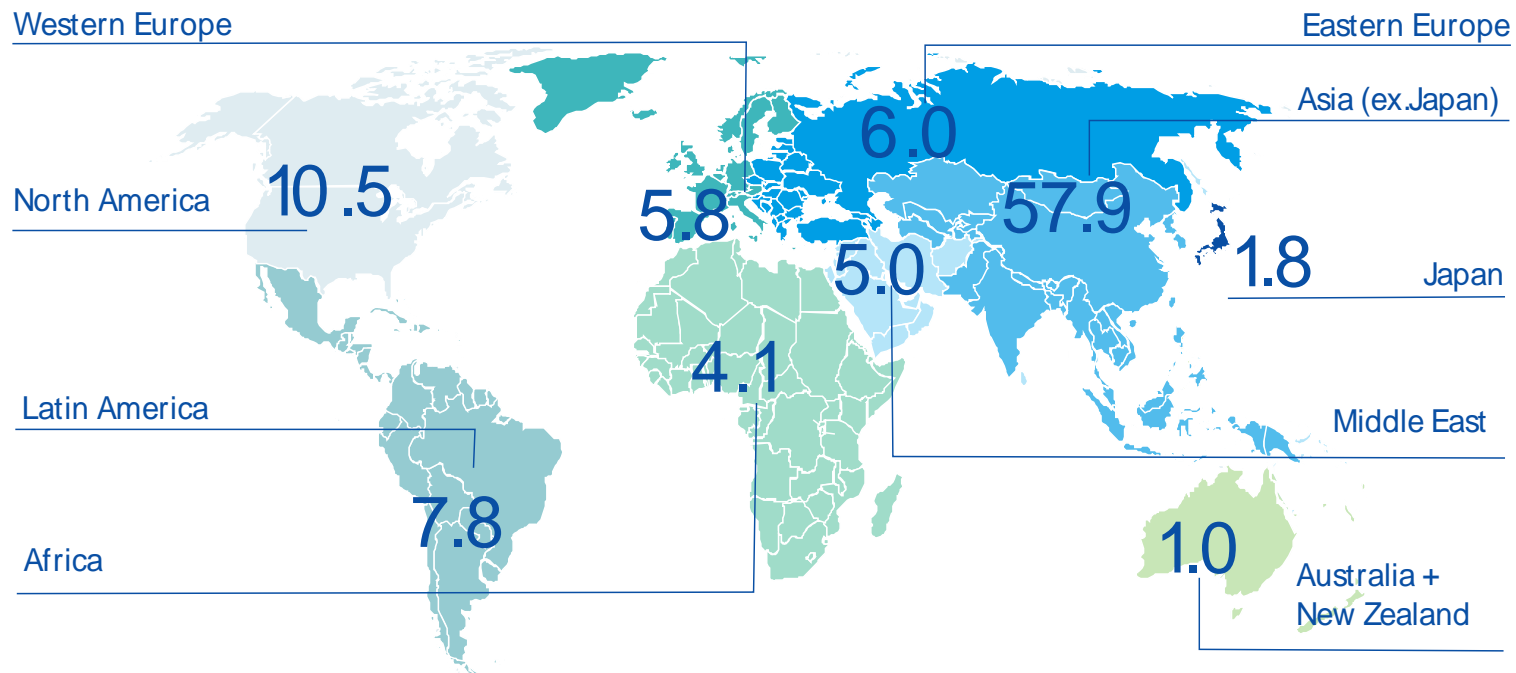 Western Europe
Eastern Europe
Asia (ex.Japan)
6.0
North America
10.5
5.8
57.9
5.0
1.8
Japan
4.1
Latin America
Middle East
7.8
Africa
1.0
Australia +
New Zealand